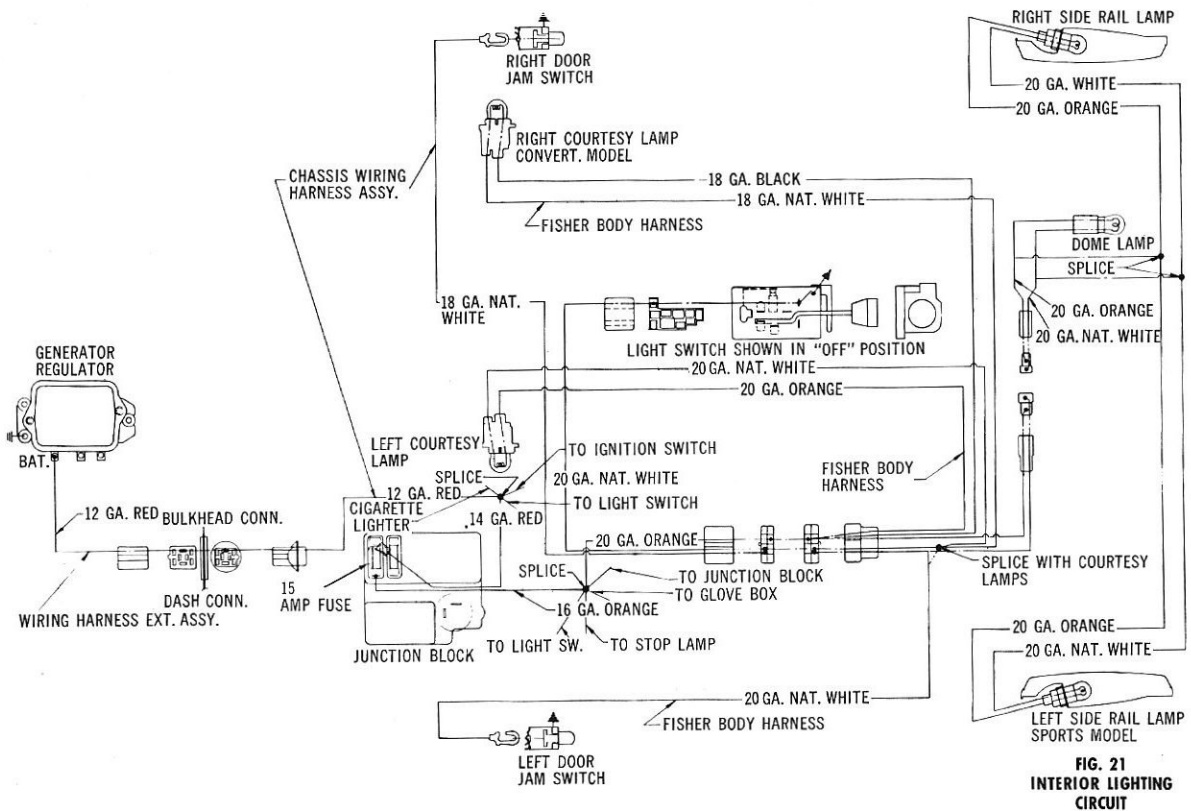 RIGHT SIDE RAIL LAMP
20 GA. WHITE
20 GA. ORANGE
RIGHT DOOR
JAM SWITCH
RIGHT COURTESY LAMP
CONVERT. MODEL
CHASSIS WIRING
HARNESS ASSY.
18 GA. BLACK
18 GA. NAT. WHITE
FISHER BODY HARNESS
DOME LAMP
SPLICE
20 GA. ORANGE
20 GA. NAT. WHITE
18 GA. NAT.
WHITE
LIGHT SWITCH SHOWN IN "OFF" POSITION
20 GA. NAT. WHITE
20 GA. ORANGE
GENERATOR
REGULATOR
BAT.
LEFT COURTESY
LAMP
TO IGNITION SWITCH
SPLICE
20 GA. NAT. WHITE
12 GA. RED
TO LIGHT SWITCH
CIGARETTE
LIGHTER
14 GA. RED
FISHER BODY
HARNESS
12 GA. RED
BULKHEAD CONN.
20 GA. ORANGE
SPLICE
TO JUNCTION BLOCK
TO GLOVE BOX
SPLICE WITH COURTESY
LAMPS
15
AMP FUSE
DASH CONN.
WIRING HARNESS EXT. ASSY.
16 GA. ORANGE
TO LIGHT SW.
TO STOP LAMP
JUNCTION BLOCK
20 GA. ORANGE
20 GA. NAT. WHITE
20 GA. NAT. WHITE
FISHER BODY HARNESS
LEFT DOOR
JAM SWITCH
LEFT SIDE RAIL LAMP
SPORTS MODEL
FIG. 21
INTERIOR LIGHTING
CIRCUIT